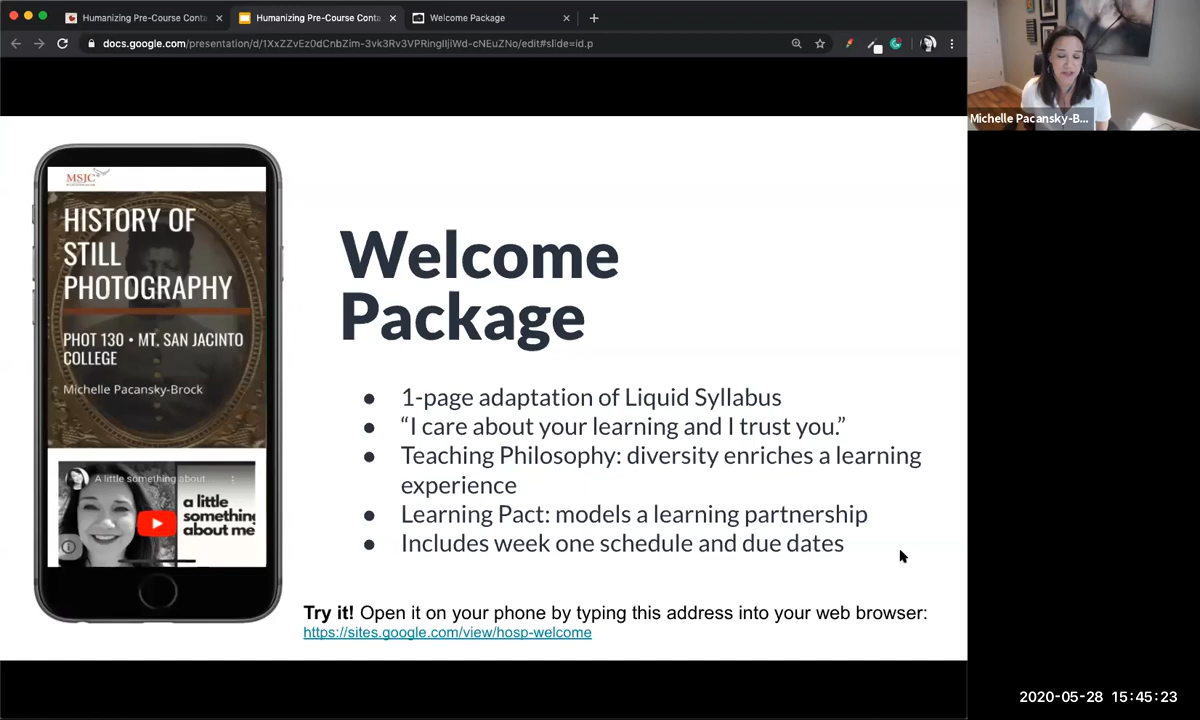 Humanizing Pre-Course Conta
Humanizing Pre-Course Conta
Welcome Package
docs.google.com/presentation/d/1XxZZvEz0dCnbZim-3vk3Rv3VPRingIIjiWd-cNEuZNo/edit#slide=id.p
Michelle Pacansky-B...
MSJC
HISTORY OF
STILL
PHOTOGRAPHY
PHOT 130 • MT. SAN JACINTO
COLLEGE
Michelle Pacansky-Brock
A little something about
a little
something
about me
Welcome
Package
● 1-page adaptation of Liquid Syllabus
● “I care about your learning and I trust you.”
● Teaching Philosophy: diversity enriches a learning
experience
● Learning Pact: models a learning partnership
● Includes week one schedule and due dates
Try it! Open it on your phone by typing this address into your web browser:
https://sites.google.com/view/hosp-welcome
2020-05-28 15:45:23